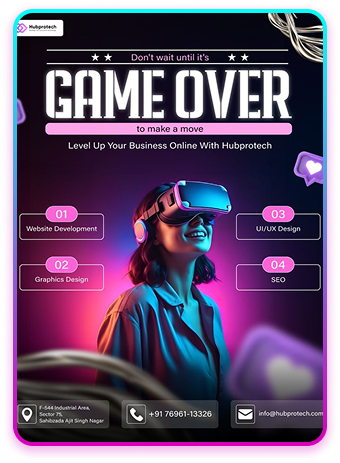 Hubprotech
Don't wait until it's
GAME OVER
to make a move
Level Up Your Business Online With Hubprotech
01
Website Development
03
UI/UX Design
02
Graphics Design
04
SEO
F-544 Industrial Area,
Sector 75,
Sahibzada Ajit Singh Nagar
+91 76961-13326
info@hubprotech.com